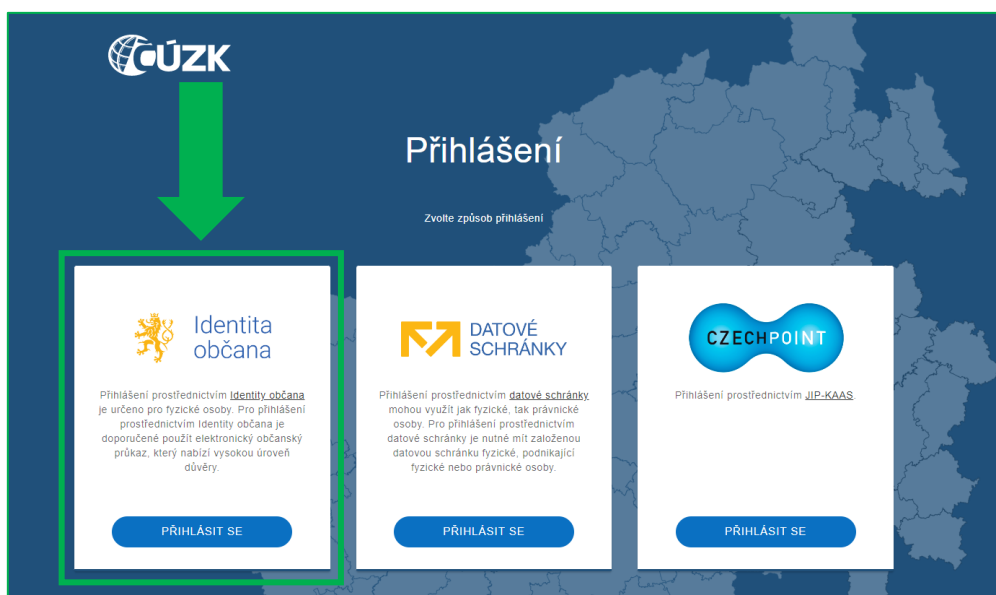 ČÚZK
Přihlášení
Zvolte způsob přihlášení
Identita
občana
Přihlášení prostřednictvím Identity občana
je určeno pro fyzické osoby. Pro přihlášení
prostřednictvím Identity občana je
doporučené použít elektronický občanský
průkaz, který nabízí vysokou úroveň
důvěry.
PŘIHLÁSIT SE
DATOVÉ
SCHRÁNKY
Přihlášení prostřednictvím datové schránky
mohou využít jak fyzické, tak právnické
osoby. Pro přihlášení prostřednictvím
datové schránky je nutné mít založenou
datovou schránku fyzické, podnikající
fyzické nebo právnické osoby.
PŘIHLÁSIT SE
CZECHPOINT
Přihlášení prostřednictvím JIP-KAAS.
PŘIHLÁSIT SE